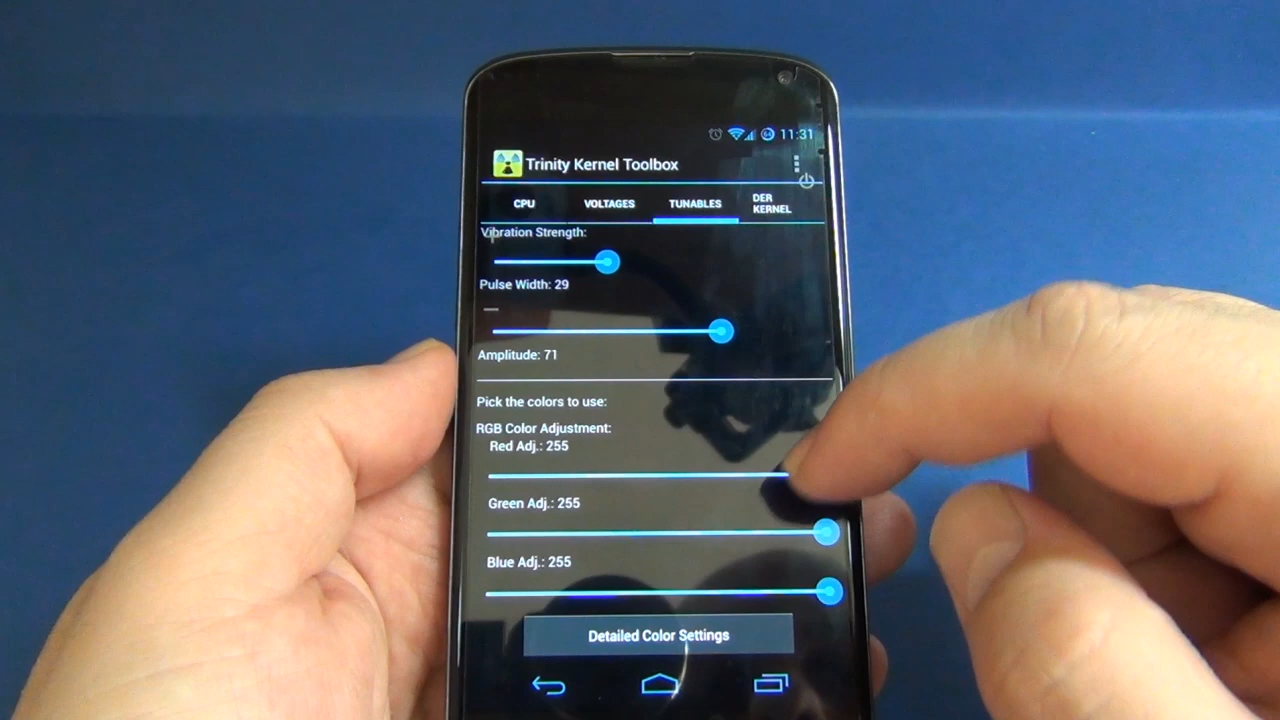 11:31
Trinity Kernel Toolbox
CPU
VOLTAGES
TUNABLES
DER
KERNEL
Vibration Strength:
Pulse Width: 29
Amplitude: 71
Pick the colors to use:
RGB Color Adjustment:
Red Adj.: 255
Green Adj.: 255
Blue Adj.: 255
Detailed Color Settings